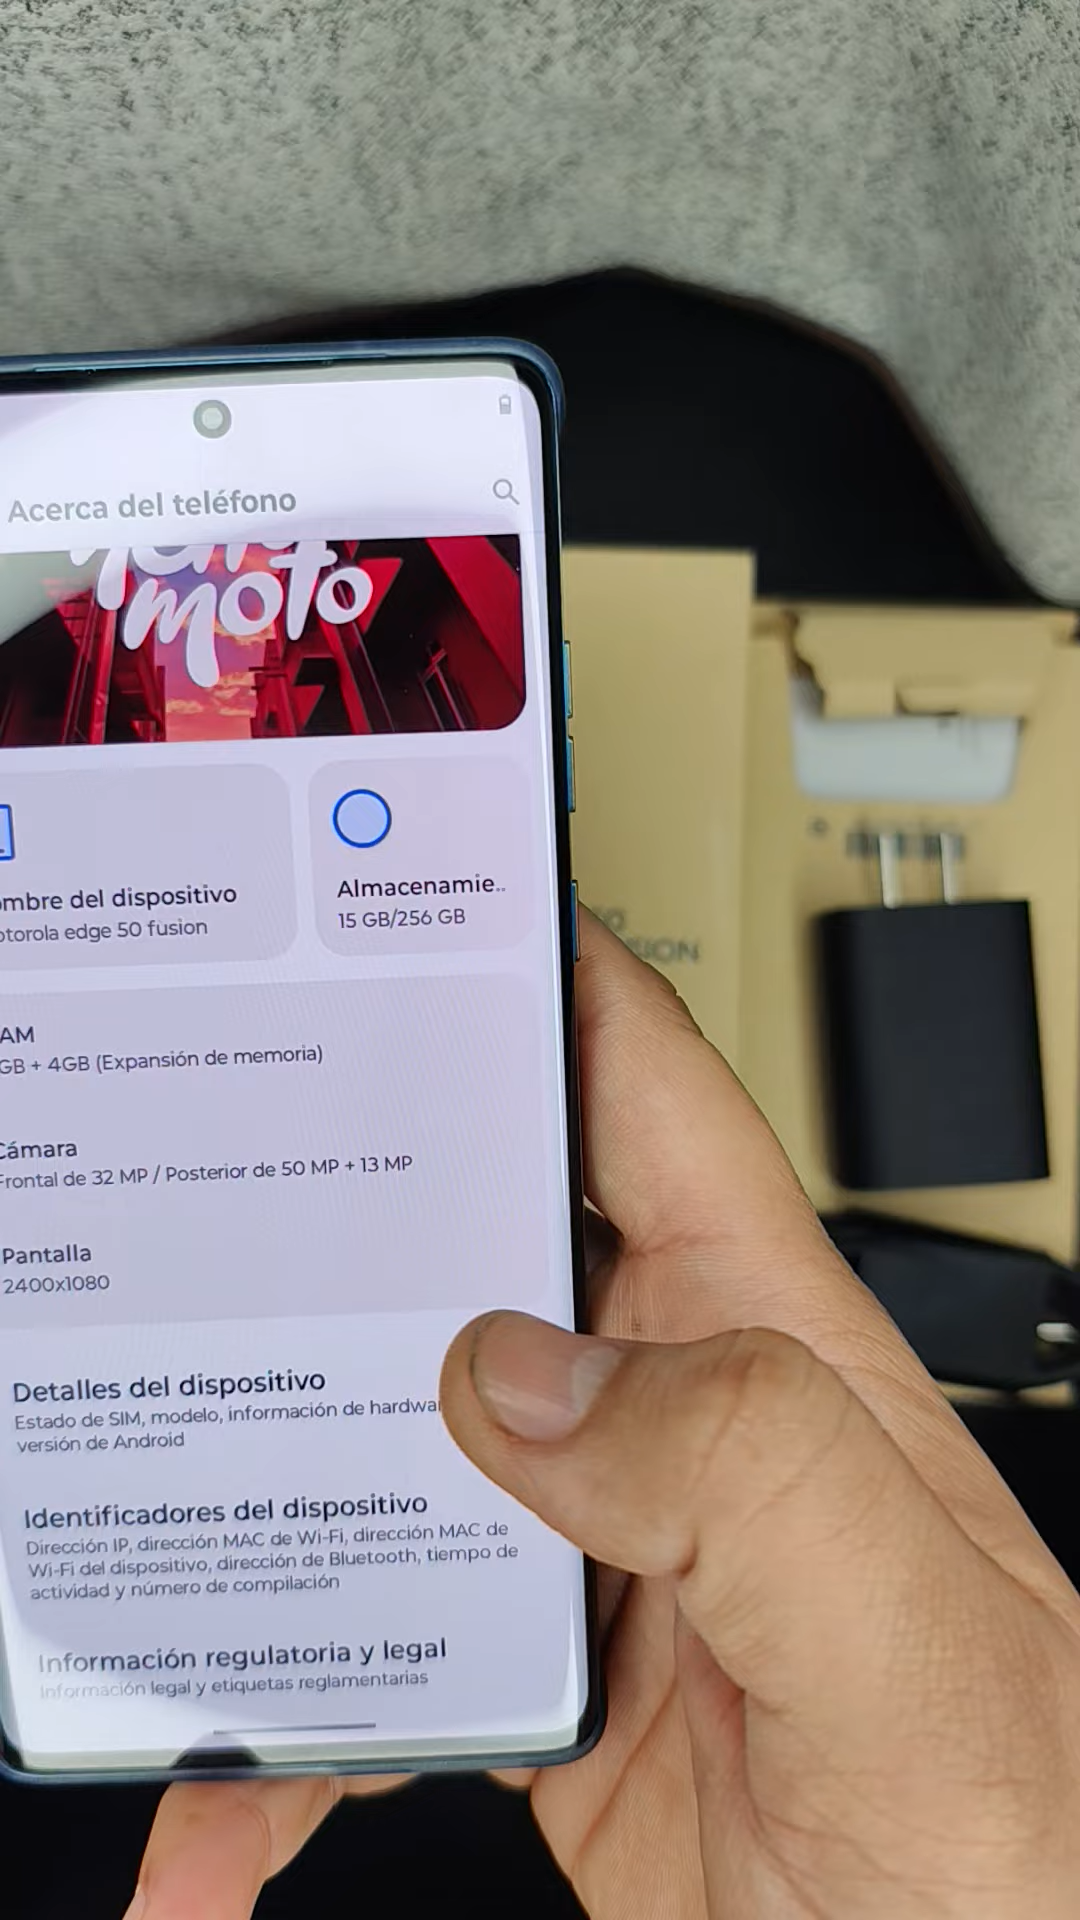 Acerca del teléfono
moto
mbre del dispositivo
otorola edge 50 fusion
Almacenamie..
15 GB/256 GB
AM
GB + 4GB (Expansión de memoria)
Cámara
Frontal de 32 MP / Posterior de 50 MP + 13 MP
Pantalla
2400x1080
Detalles del dispositivo
Estado de SIM, modelo, información de hardwar
versión de Android
Identificadores del dispositivo
Dirección IP, dirección MAC de Wi-Fi, dirección MAC de
Wi-Fi del dispositivo, dirección de Bluetooth, tiempo de
actividad y número de compilación
Información regulatoria y legal
Información legal y etiquetas reglamentarias